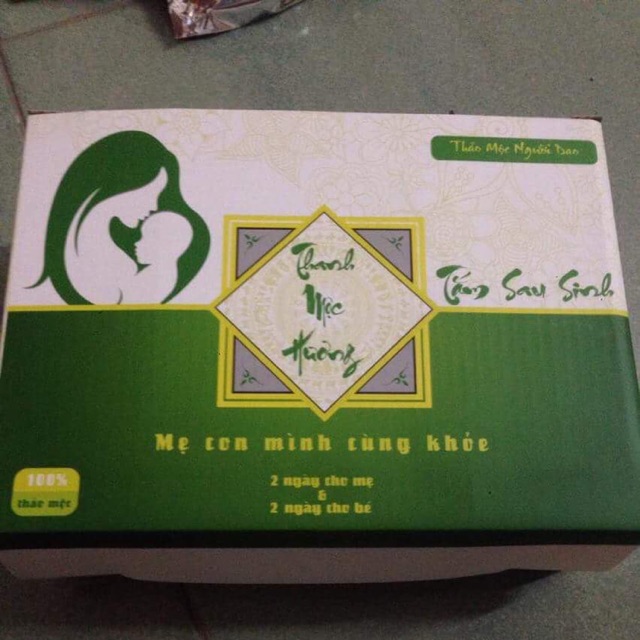 Thảo Mộc Người Dao
Thanh
Mộc
Hương
Tắm Sau Sinh
Mẹ con mình cùng khỏe
2 ngày cho mẹ
&
2 ngày cho bé
100%
thảo mộc